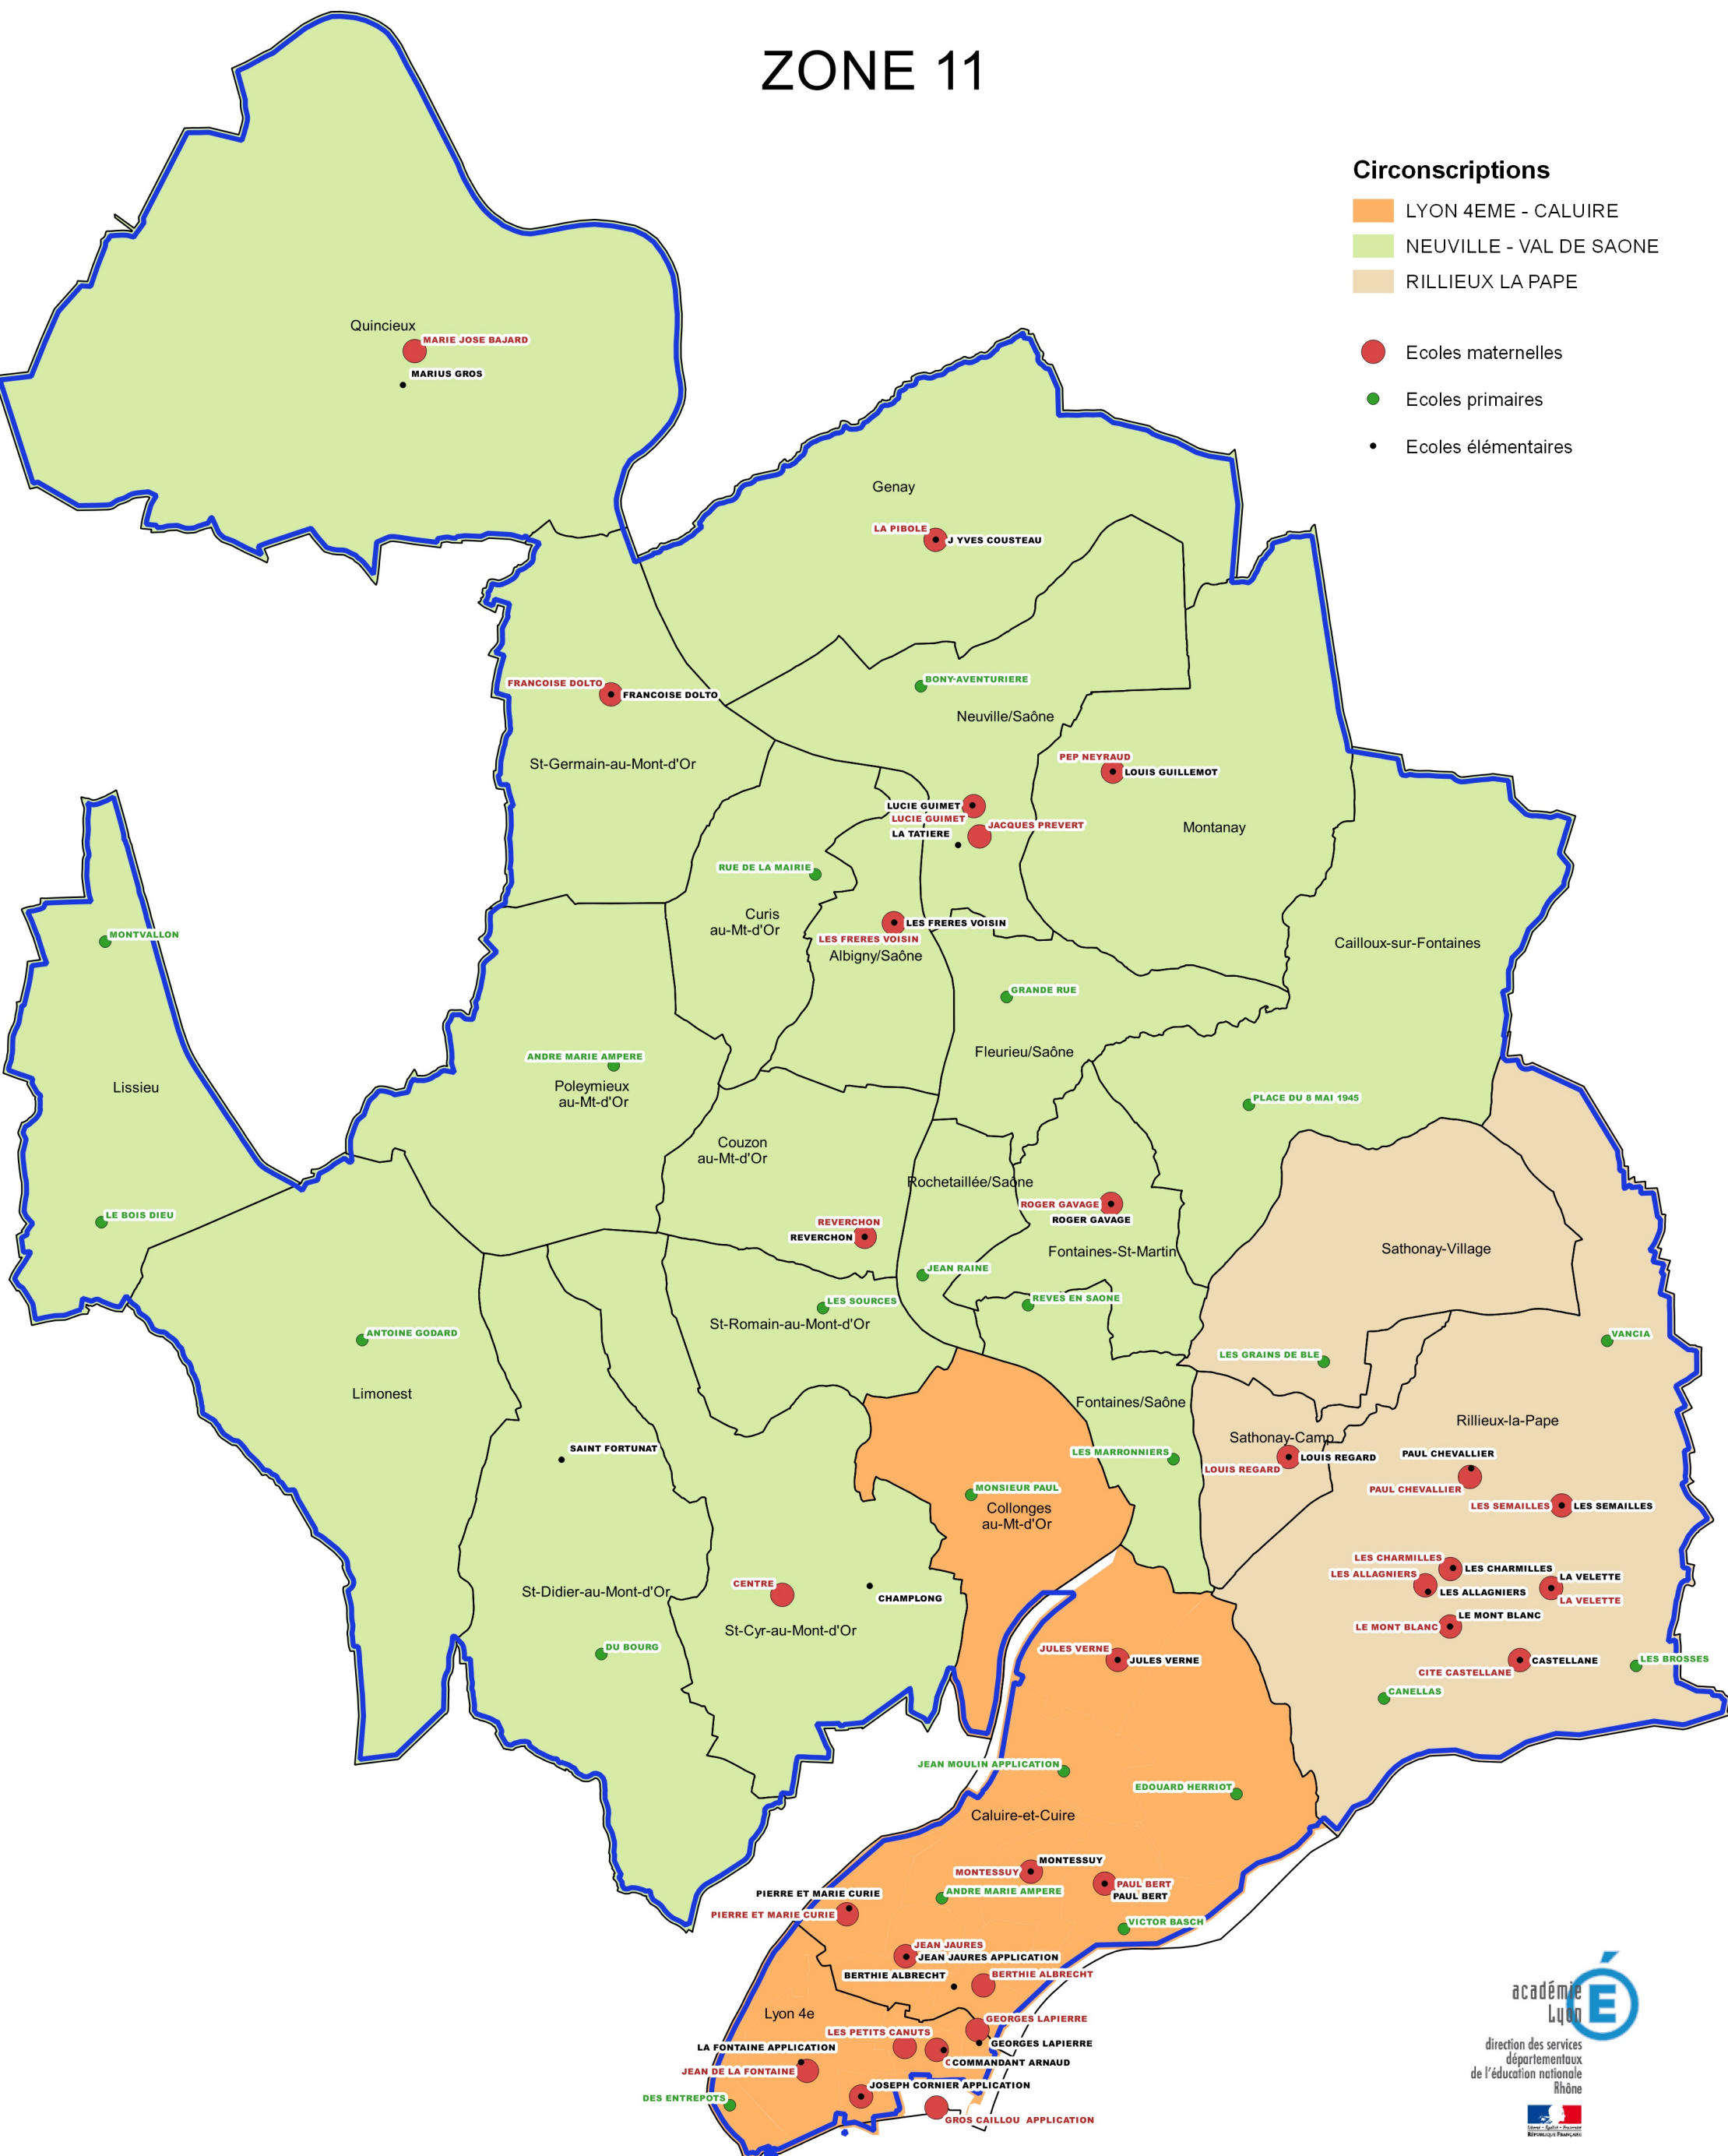 ZONE 11
Circonscriptions
LYON 4EME - CALUIRE
NEUVILLE - VAL DE SAONE
RILLIEUX LA PAPE
Ecoles maternelles
Ecoles primaires
Ecoles élémentaires
Quincieux
MARIE JOSE BAJARD
MARIUS GROS
Genay
LA PIBOLE
J YVES COUSTEAU
FRANCOISE DOLTO
FRANCOISE DOLTO
St-Germain-au-Mont-d'Or
BONY-AVENTURIERE
Neuville/Saône
PEP NEYRAUD
LOUIS GUILLEMOT
Montanay
LUCIE GUIMET
LUCIE GUIMET
JACQUES PREVERT
LA TATIERE
RUE DE LA MAIRIE
Curis
au-Mt-d'Or
LES FRERES VOISIN
LES FRERES VOISIN
Albigny/Saône
MONTVALLON
Cailloux-sur-Fontaines
GRANDE RUE
Fleurieu/Saône
ANDRE MARIE AMPERE
Poleymieux
au-Mt-d'Or
Lissieu
PLACE DU 8 MAI 1945
Couzon
au-Mt-d'Or
Rochetaillée/Saône
ROGER GAVAGE
ROGER GAVAGE
LE BOIS DIEU
REVERCHON
REVERCHON
Fontaines-St-Martin
Sathonay-Village
JEAN RAINE
REVES EN SAONE
LES SOURCES
St-Romain-au-Mont-d'Or
ANTOINE GODARD
VANCIA
LES GRAINS DE BLE
Limonest
Fontaines/Saône
Rillieux-la-Pape
Sathonay-Camp
SAINT FORTUNAT
LES MARRONNIERS
LOUIS REGARD
LOUIS REGARD
PAUL CHEVALLIER
PAUL CHEVALLIER
MONSIEUR PAUL
Collonges
au-Mt-d'Or
LES SEMAILLES
LES SEMAILLES
LES CHARMILLES
LES CHARMILLES
LES ALLAGNIERS
LES ALLAGNIERS
LA VELETTE
LA VELETTE
St-Didier-au-Mont-d'Or
CENTRE
CHAMPLONG
St-Cyr-au-Mont-d'Or
LE MONT BLANC
LE MONT BLANC
DU BOURG
JULES VERNE
JULES VERNE
CASTELLANE
CITE CASTELLANE
LES BROSSES
CANELLAS
JEAN MOULIN APPLICATION
EDOUARD HERRIOT
Caluire-et-Cuire
MONTESSUY
MONTESSUY
PAUL BERT
PAUL BERT
ANDRE MARIE AMPERE
PIERRE ET MARIE CURIE
PIERRE ET MARIE CURIE
VICTOR BASCH
JEAN JAURES
JEAN JAURES APPLICATION
BERTHIE ALBRECHT
BERTHIE ALBRECHT
Lyon 4e
GEORGES LAPIERRE
GEORGES LAPIERRE
LES PETITS CANUTS
LA FONTAINE APPLICATION
COMMANDANT ARNAUD
JEAN DE LA FONTAINE
JOSEPH CORNIER APPLICATION
DES ENTREPOTS
GROS CAILLOU APPLICATION
académie
Lyon
É
direction des services
départementaux
de l'éducation nationale
Rhône
Liberté • Égalité • Fraternité
RÉPUBLIQUE FRANÇAISE